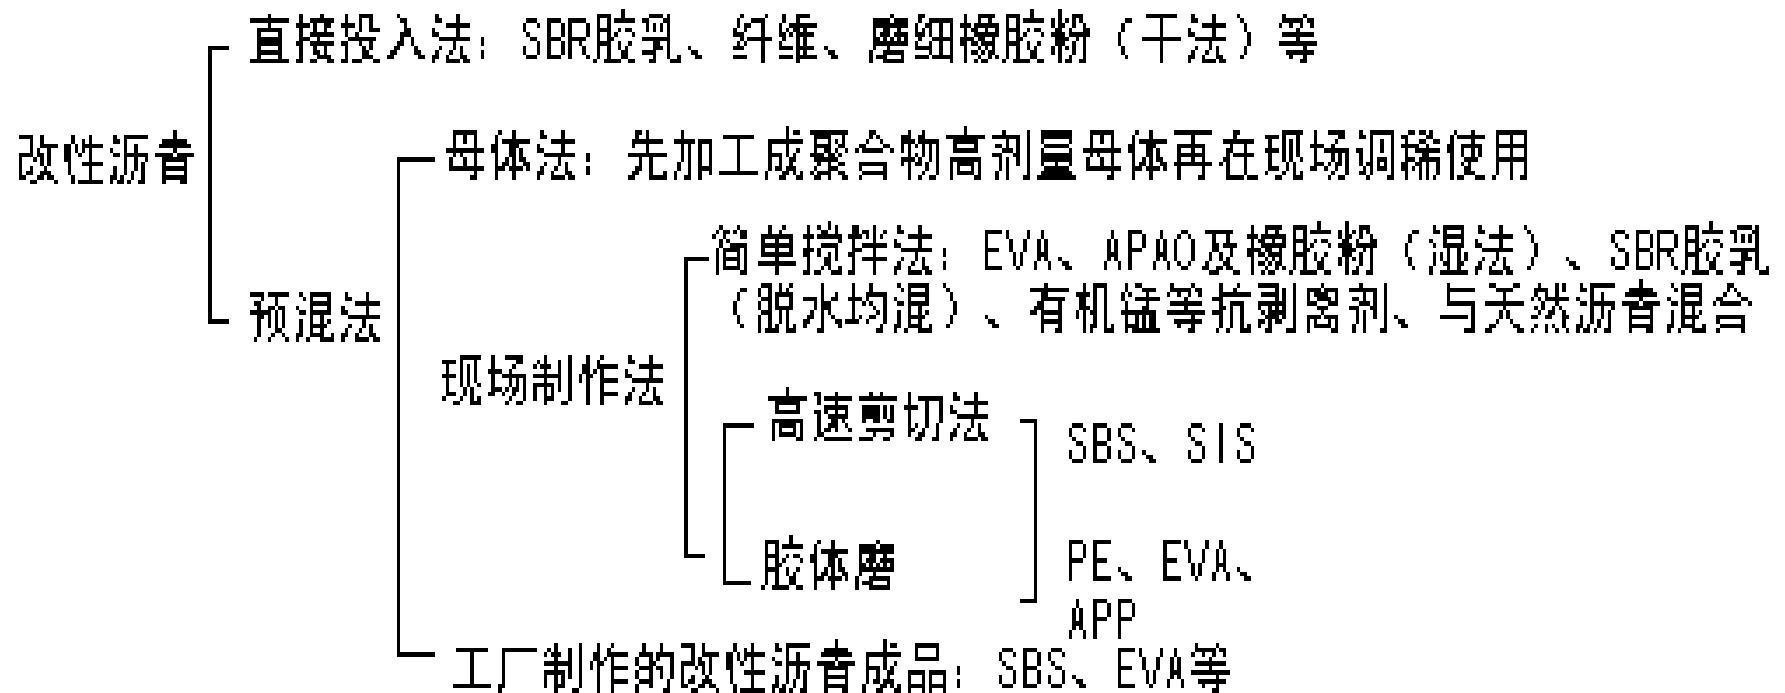 直接投入法：SBR胶乳、纤维、磨细橡胶粉（干法）等
改性沥青
母体法：先加工成聚合物高剂量母体再在现场调稀使用
简单搅拌法：EVA、APAO及橡胶粉（湿法）、SBR胶乳
（脱水均混）、有机锰等抗剥离剂、与天然沥青混合
预混法
现场制作法
高速剪切法
SBS、SIS
胶体磨
PE、EVA、
APP
工厂制作的改性沥青成品：SBS、EVA等